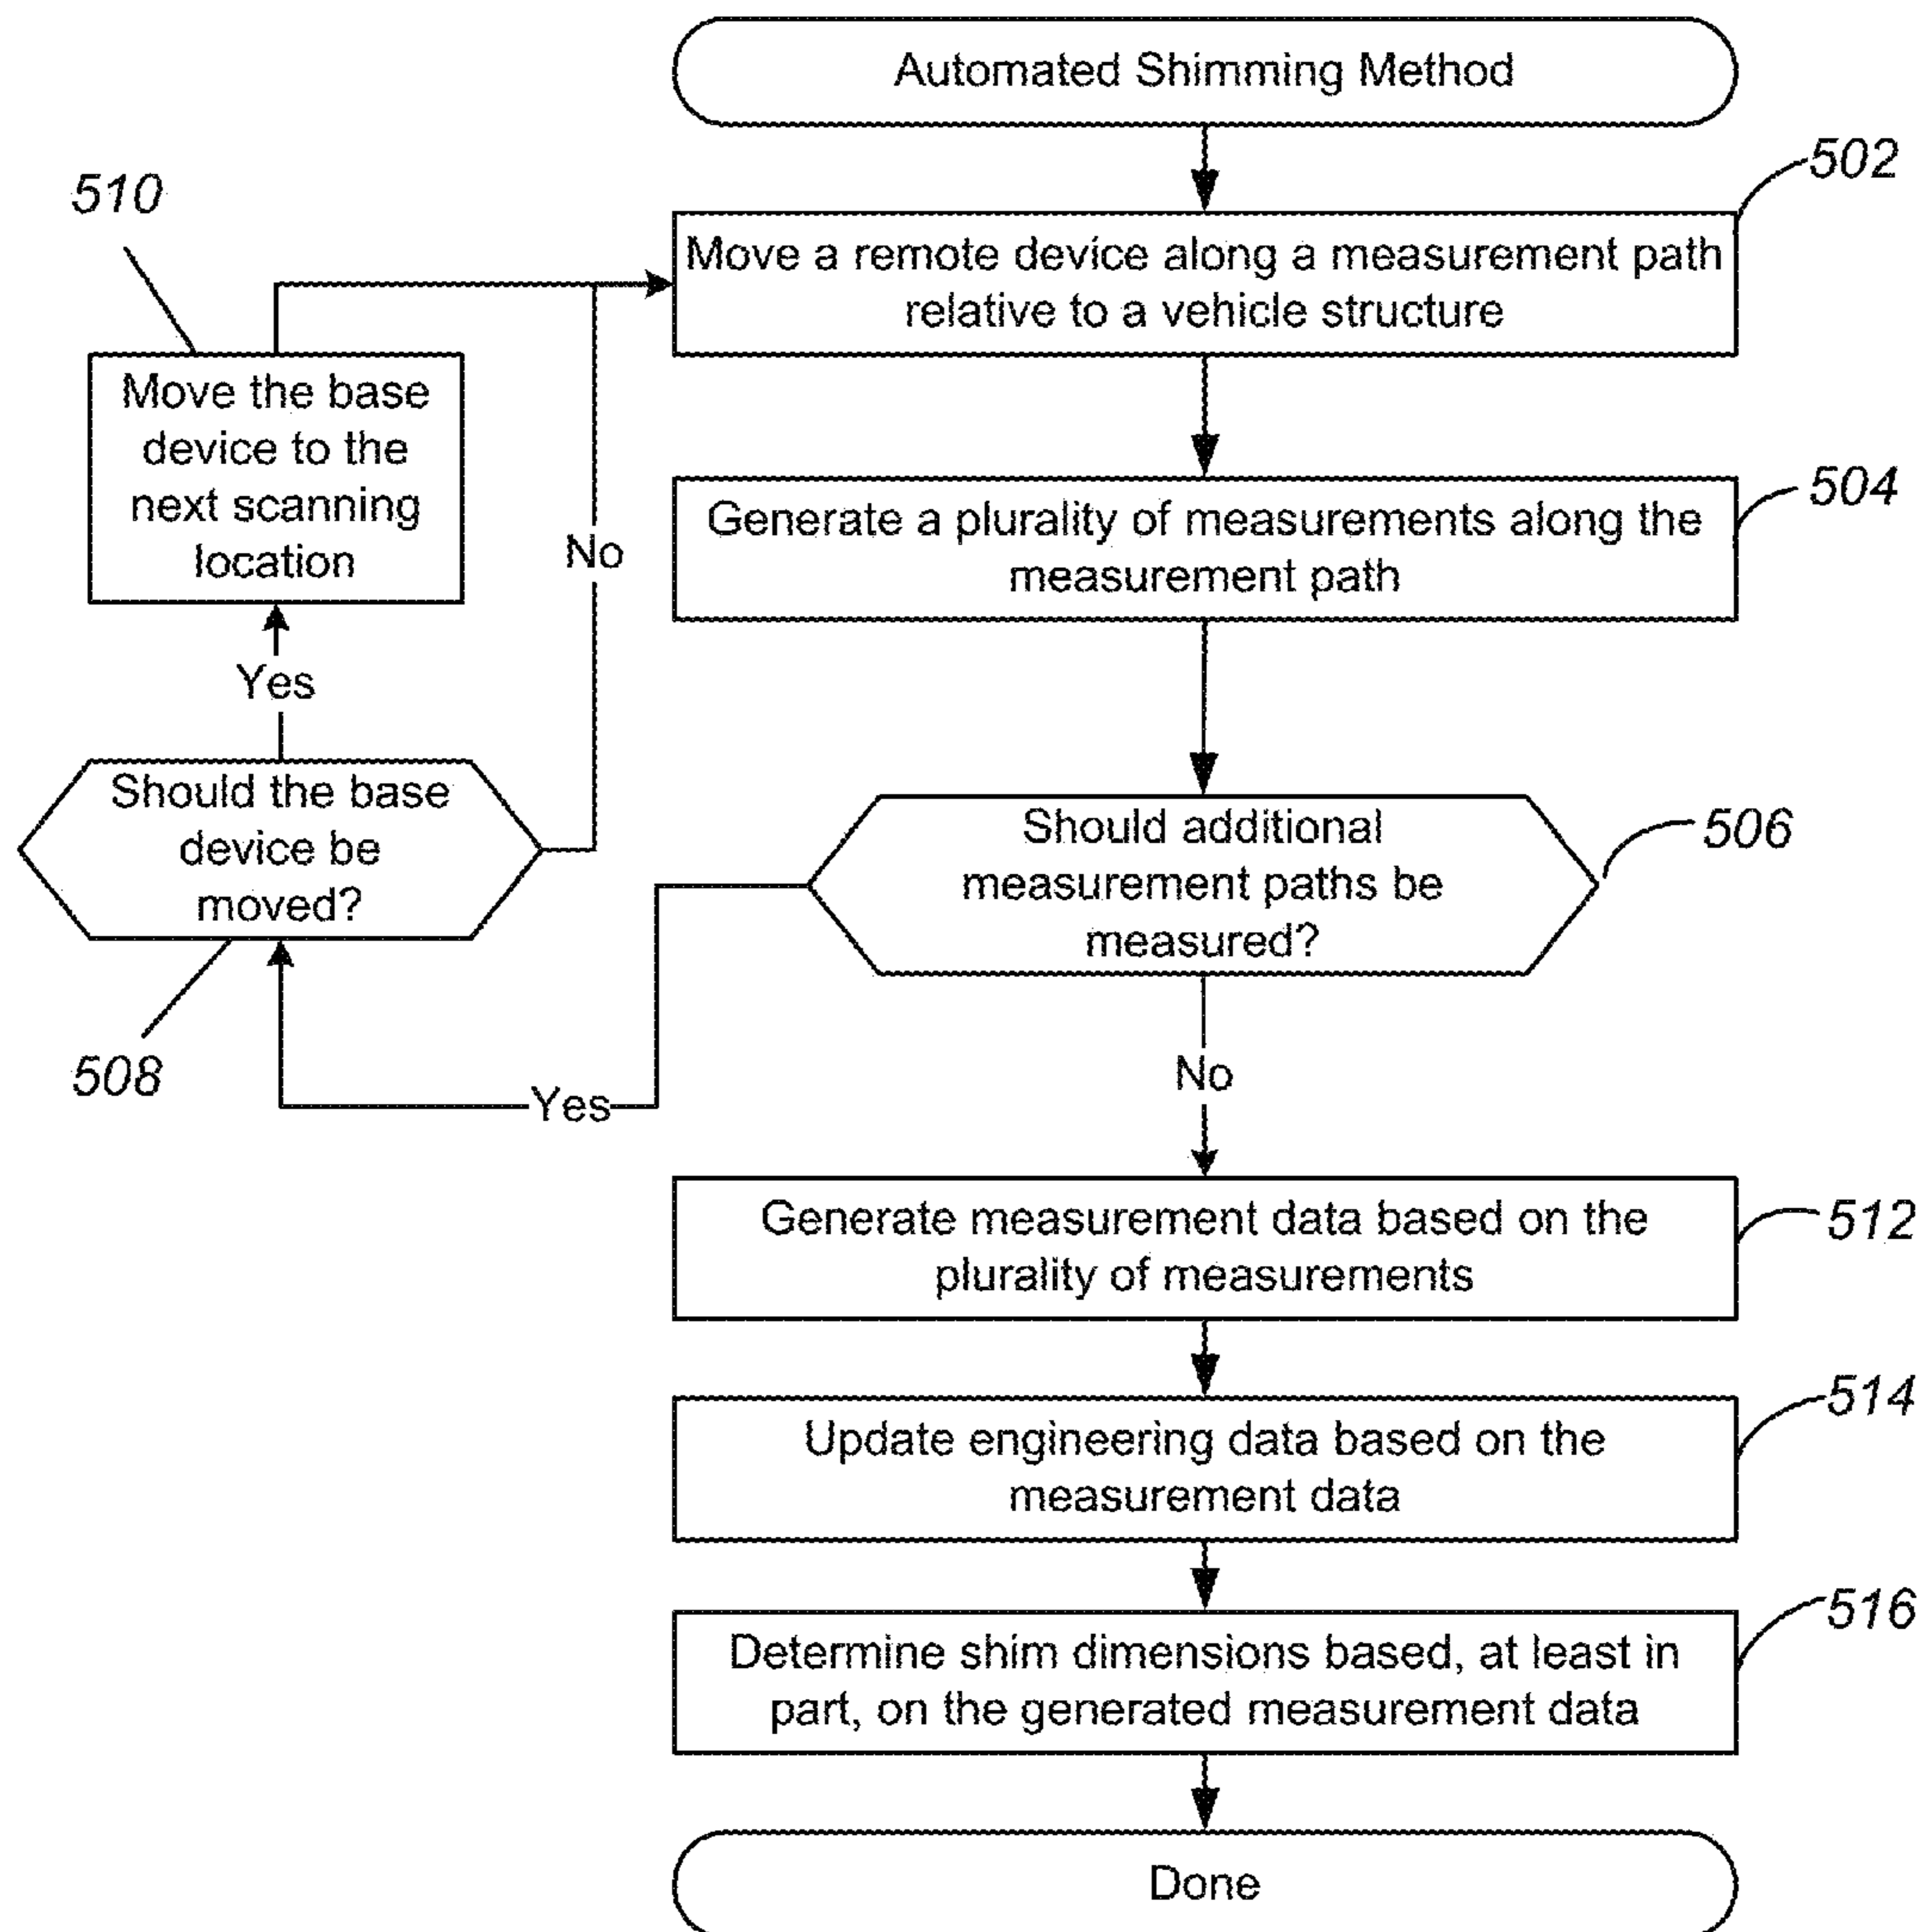 Automated Shimming Method
502
Move a remote device along a measurement path
relative to a vehicle structure
510
Move the base
device to the
next scanning
location
No
504
Generate a plurality of measurements along the
measurement path
Yes
Should the base
device be
moved?
508
506
Should additional
measurement paths be
measured?
Yes
No
512
Generate measurement data based on the
plurality of measurements
514
Update engineering data based on the
measurement data
516
Determine shim dimensions based, at least in
part, on the generated measurement data
Done